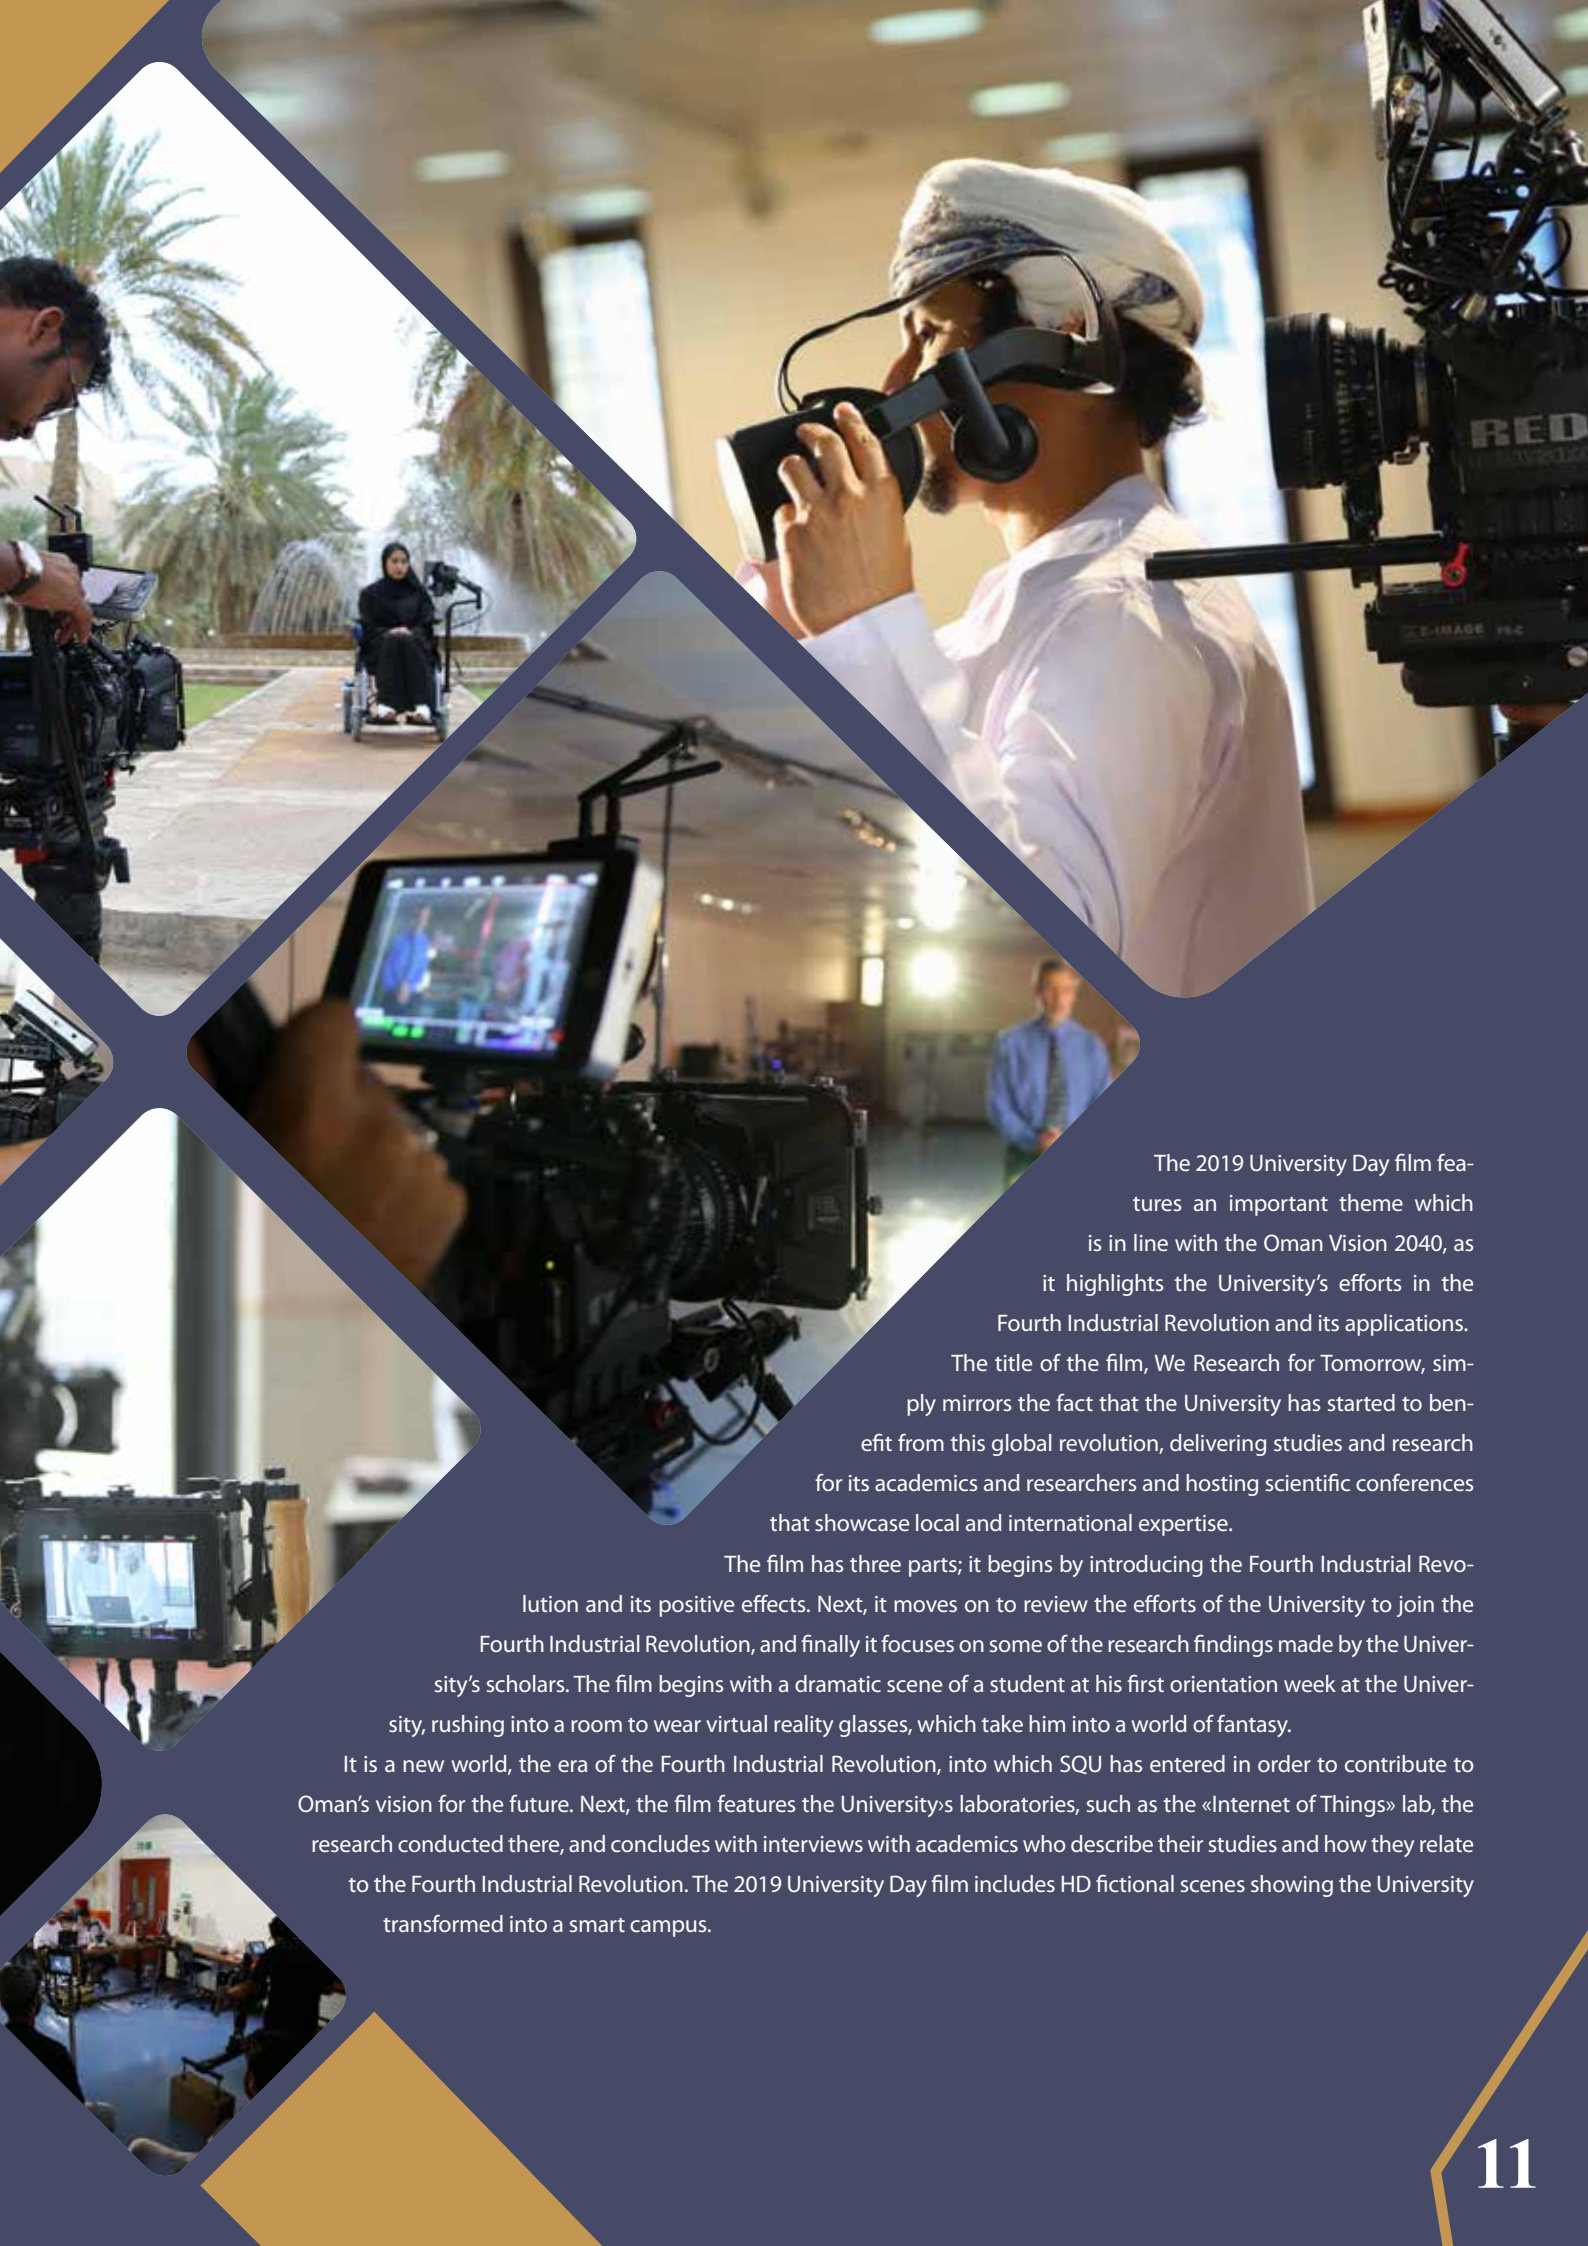 RED
E-IMAGE
The 2019 University Day film fea-
tures an important theme which
is in line with the Oman Vision 2040, as
it highlights the University’s efforts in the
Fourth Industrial Revolution and its applications.
The title of the film, We Research for Tomorrow, sim-
ply mirrors the fact that the University has started to ben-
efit from this global revolution, delivering studies and research
for its academics and researchers and hosting scientific conferences
that showcase local and international expertise.
The film has three parts; it begins by introducing the Fourth Industrial Revo-
lution and its positive effects. Next, it moves on to review the efforts of the University to join the
Fourth Industrial Revolution, and finally it focuses on some of the research findings made by the Univer-
sity’s scholars. The film begins with a dramatic scene of a student at his first orientation week at the Univer-
sity, rushing into a room to wear virtual reality glasses, which take him into a world of fantasy.
It is a new world, the era of the Fourth Industrial Revolution, into which SQU has entered in order to contribute to
Oman’s vision for the future. Next, the film features the University›s laboratories, such as the «Internet of Things» lab, the
research conducted there, and concludes with interviews with academics who describe their studies and how they relate
to the Fourth Industrial Revolution. The 2019 University Day film includes HD fictional scenes showing the University
transformed into a smart campus.
11